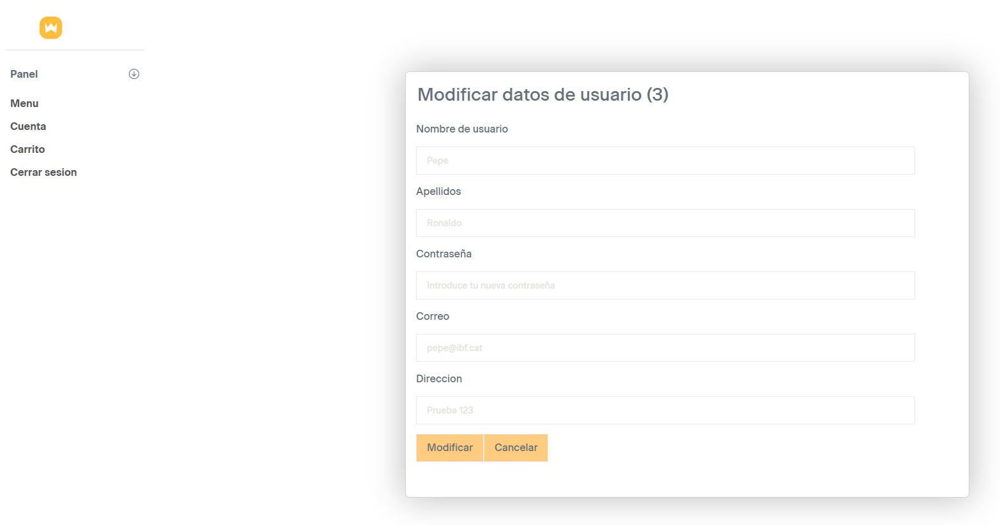 Panel
Menu
Cuenta
Carrito
Cerrar sesion
Modificar datos de usuario (3)
Nombre de usuario
Pepe
Apellidos
Ronaldo
Contraseña
Introduce tu nueva contraseña
Correo
pepe@ibf.cat
Direccion
Prueba 123
Modificar
Cancelar